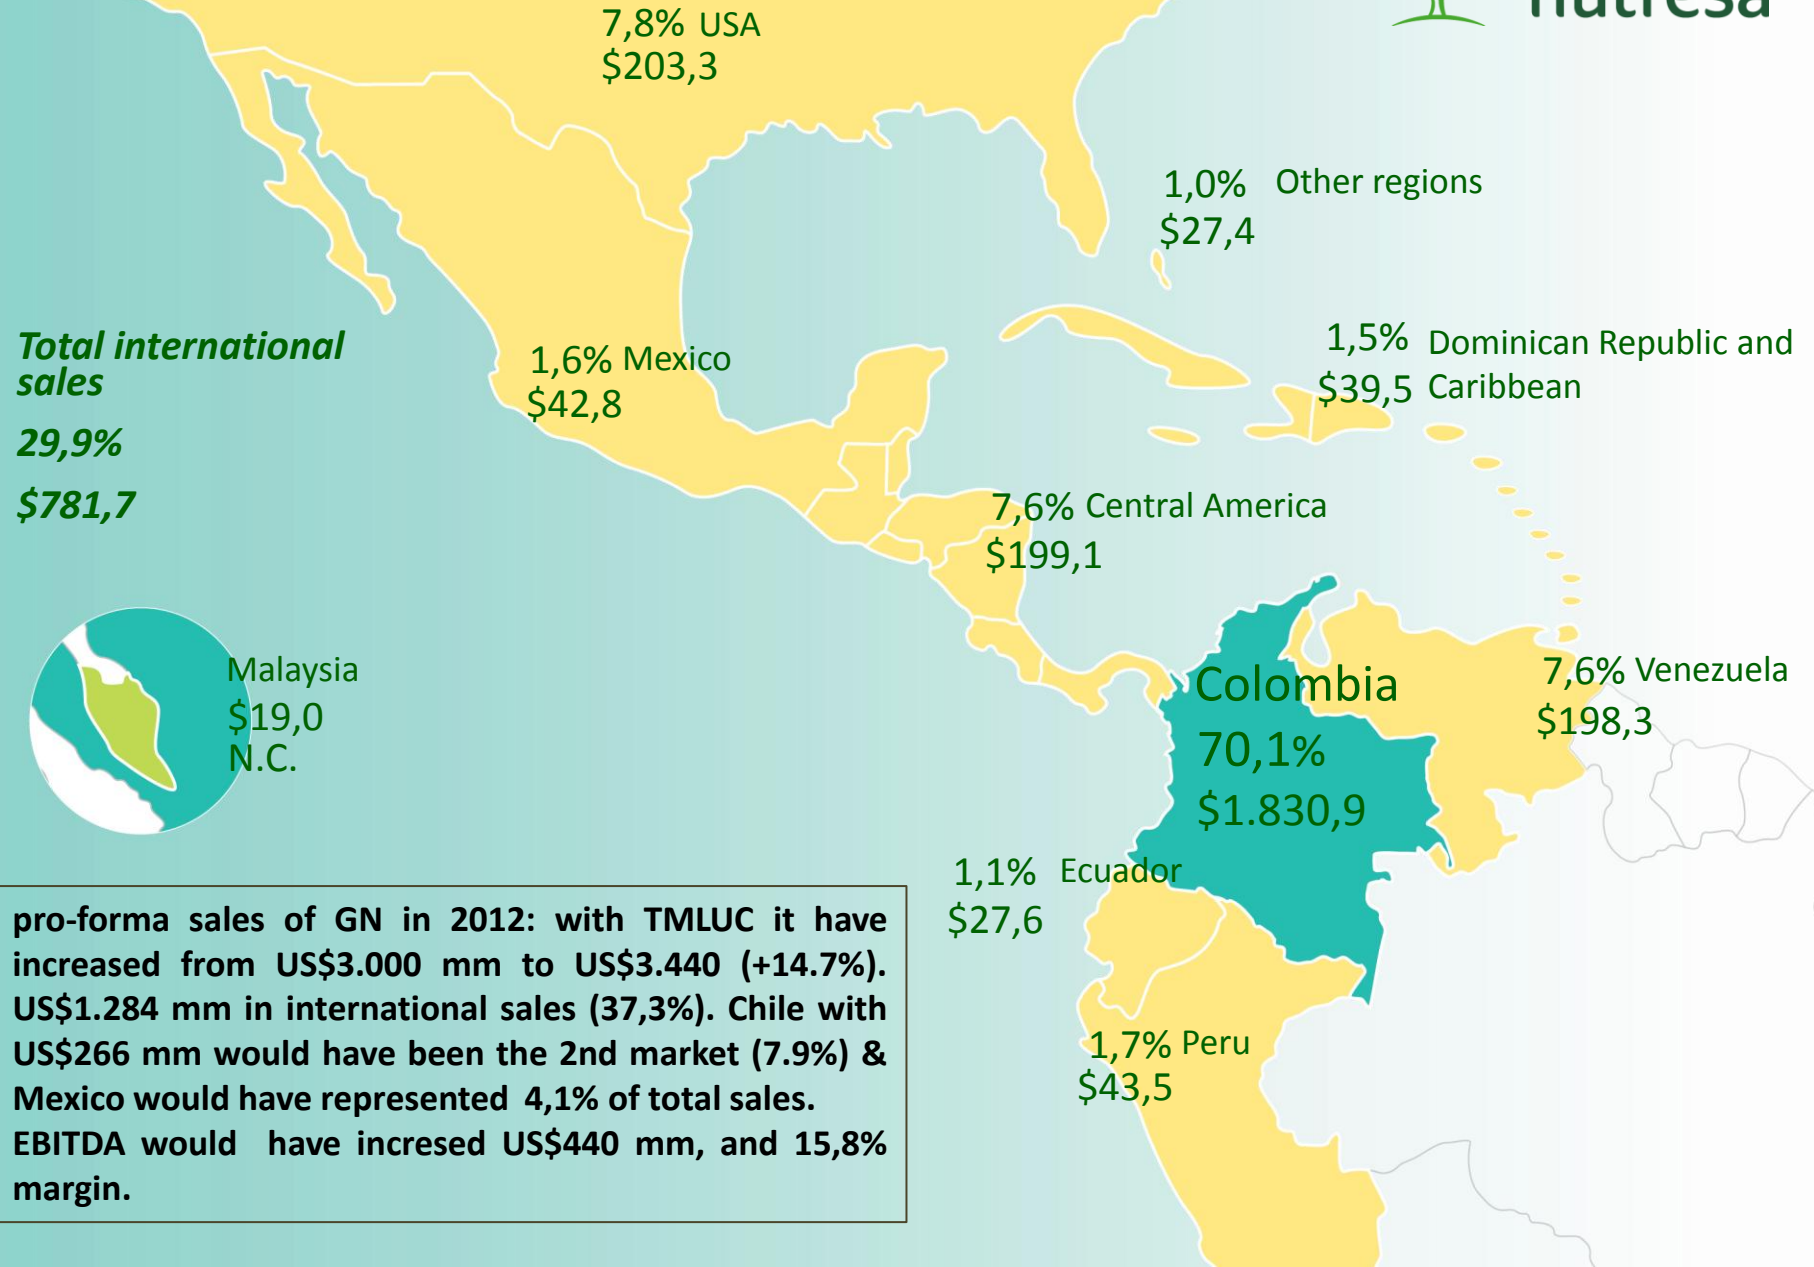 7,8% USA
$203,3
nutresa
1,0% Other regions
$27,4
Total international
sales
29,9%
$781,7
1,6% Mexico
$42,8
1,5% Dominican Republic and
$39,5 Caribbean
7,6% Central America
$199,1
Malaysia
$19,0
N.C.
Colombia
70,1%
$1.830,9
7,6% Venezuela
$198,3
1,1% Ecuador
$27,6
pro-forma sales of GN in 2012: with TMLUC it have
increased from US$3.000 mm to US$3.440 (+14.7%).
US$1.284 mm in international sales (37,3%). Chile with
US$266 mm would have been the 2nd market (7.9%) &
Mexico would have represented 4,1% of total sales.
EBITDA would have incresed US$440 mm, and 15,8%
margin.
1,7% Peru
$43,5